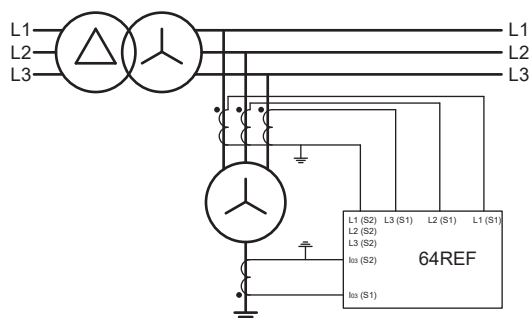 L1
L2
L3
L1
L2
L3
L1 (S2) L3 (S1) L2 (S1) L1 (S1)
L2 (S2)
L3 (S2)
I03 (S2)
64REF
I03 (S1)